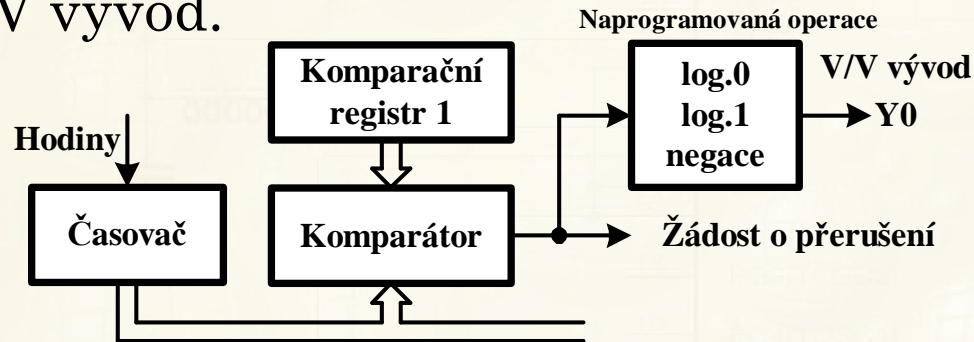 V vývod.
Naprogramovaná operace
Komparační
registr 1
log.0
log.1
negace
V/V vývod
Y0
Hodiny
Časovač
Komparátor
Žádost o přerušení